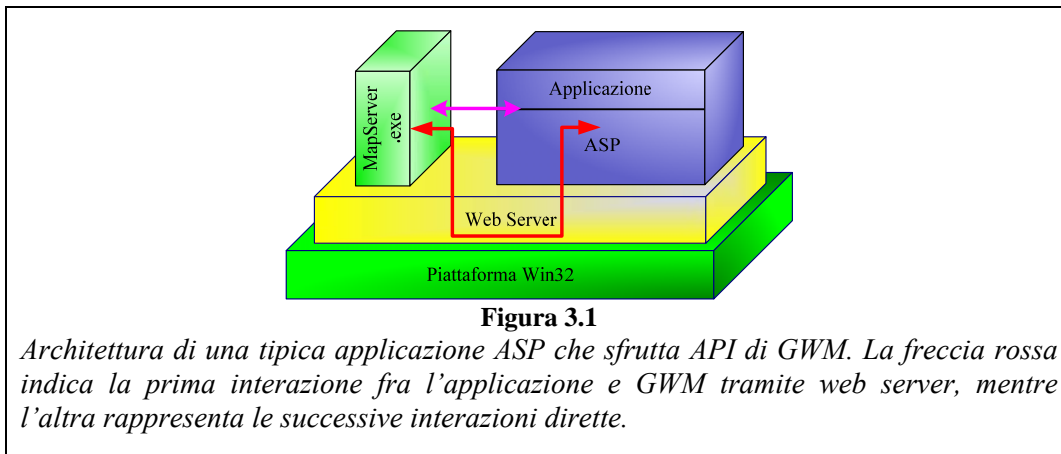 MapServer
.exe
Applicazione
ASP
Web Server
Piattaforma Win32
Figura 3.1
Architettura di una tipica applicazione ASP che sfrutta API di GWM. La freccia rossa
indica la prima interazione fra l’applicazione e GWM tramite web server, mentre
l’altra rappresenta le successive interazioni dirette.